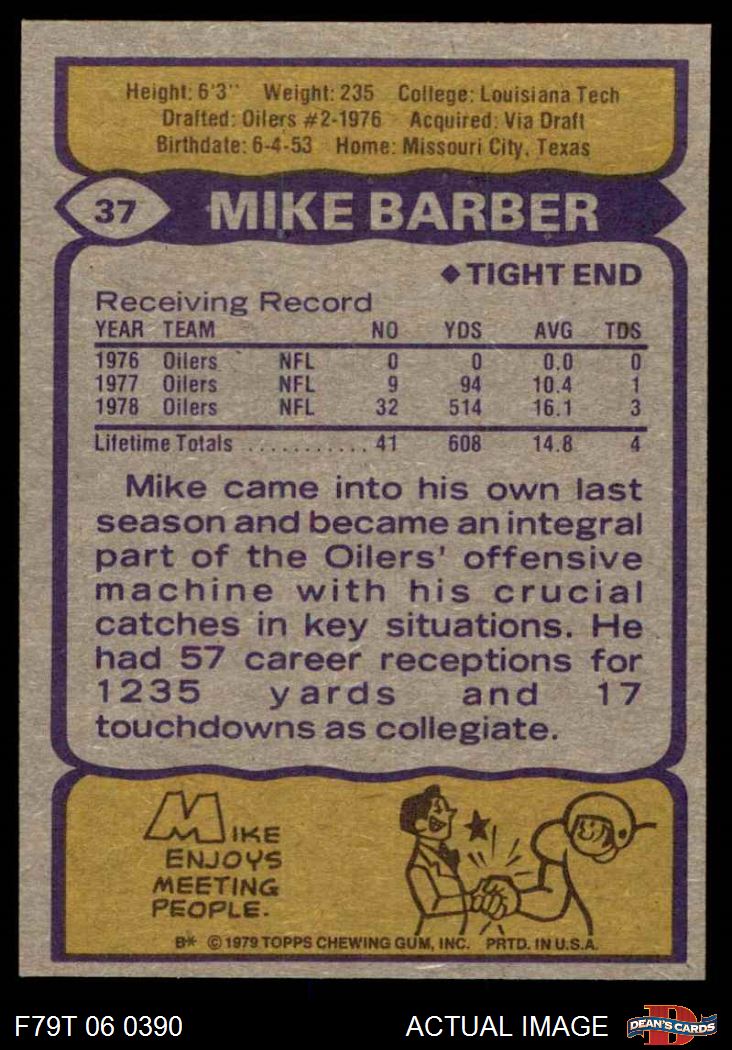 Height: 6'3" Weight: 235 College: Louisiana Tech
Drafted: Oilers #2-1976 Acquired: Via Draft
Birthdate: 6-4-53 Home: Missouri City, Texas
37 MIKE BARBER
◆ TIGHT END
Receiving Record
YEAR TEAM NO YDS AVG TDS
1976 Oilers NFL 0 0 0.0 0
1977 Oilers NFL 9 94 10.4 1
1978 Oilers NFL 32 514 16.1 3
Lifetime Totals ........... 41 608 14.8 4
Mike came into his own last
season and became an integral
part of the Oilers' offensive
machine with his crucial
catches in key situations. He
had 57 career receptions for
1235 yards and 17
touchdowns as collegiate.
MIKE
ENJOYS
MEETING
PEOPLE.
B* © 1979 TOPPS CHEWING GUM, INC. PRTD. IN U.S.A.
F79T 06 0390 ACTUAL IMAGE D DEAN'S CARDS